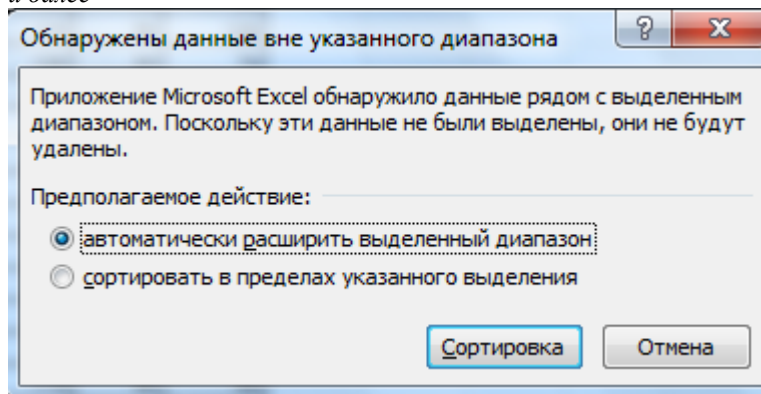 и далее
Обнаружены данные вне указанного диапазона
Приложение Microsoft Excel обнаружило данные рядом с выделенным
диапазоном. Поскольку эти данные не были выделены, они не будут
удалены.
Предполагаемое действие:
автоматически расширить выделенный диапазон
сортировать в пределах указанного выделения
Сортировка Отмена